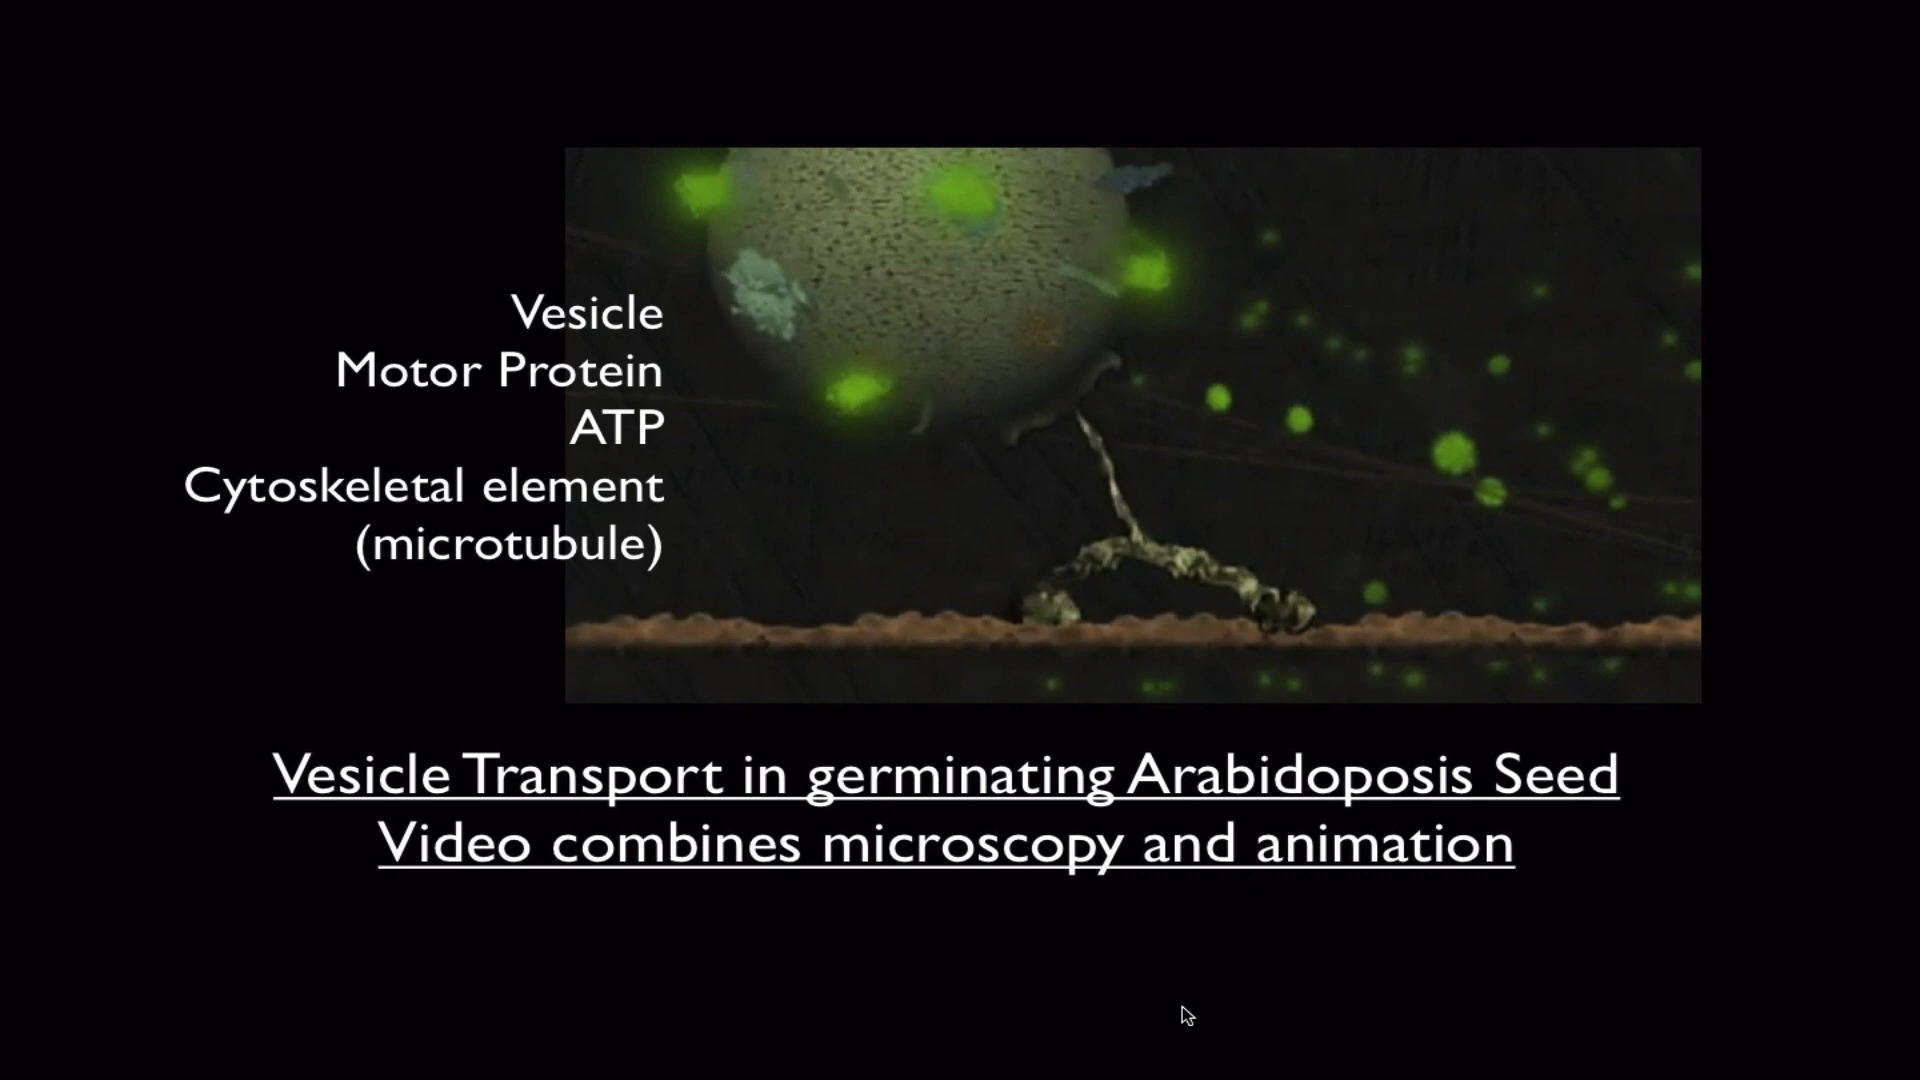 Vesicle
Motor Protein
ATP
Cytoskeletal element
(microtubule)
Vesicle Transport in germinating Arabidoposis Seed
Video combines microscopy and animation